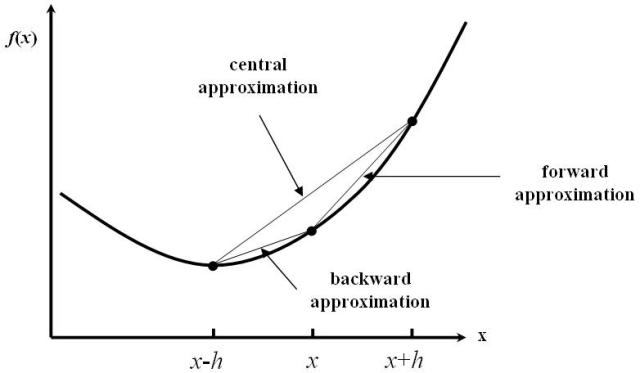 f(x)
central
approximation
forward
approximation
backward
approximation
x-h
x
x+h
x